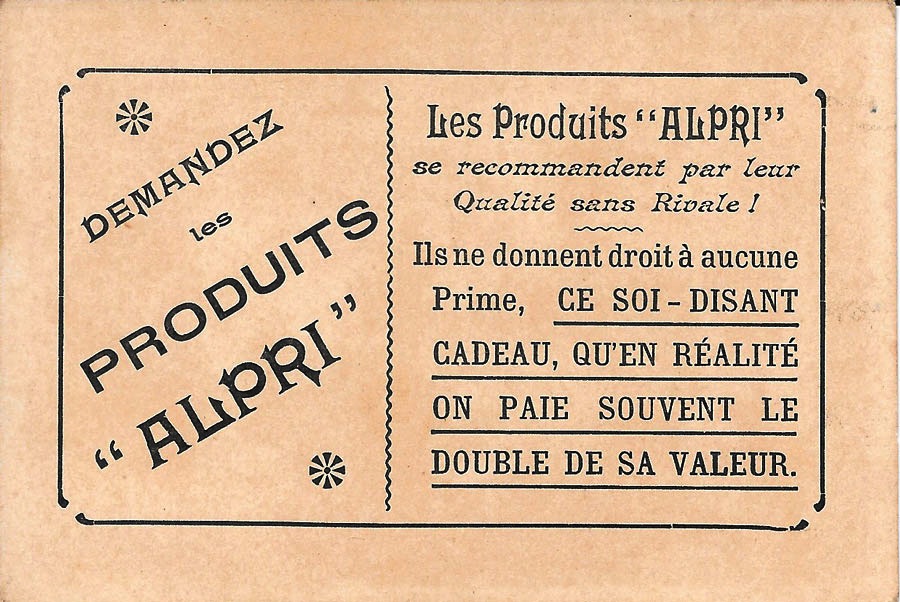 DEMANDEZ
les
PRODUITS
“ALPRI”
Les Produits “ALPRI”
se recommandent par leur
Qualité sans Rivale !
Ils ne donnent droit à aucune
Prime, CE SOI-DISANT
CADEAU, QU'EN RÉALITÉ
ON PAIE SOUVENT LE
DOUBLE DE SA VALEUR.